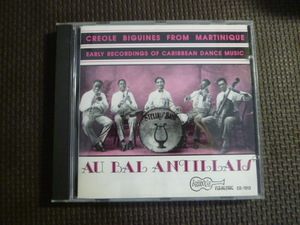 CREOLE BIGUINES FROM MARTINIQUE
EARLY RECORDINGS OF CARIBBEAN DANCE MUSIC
AU BAL ANTILLAIS